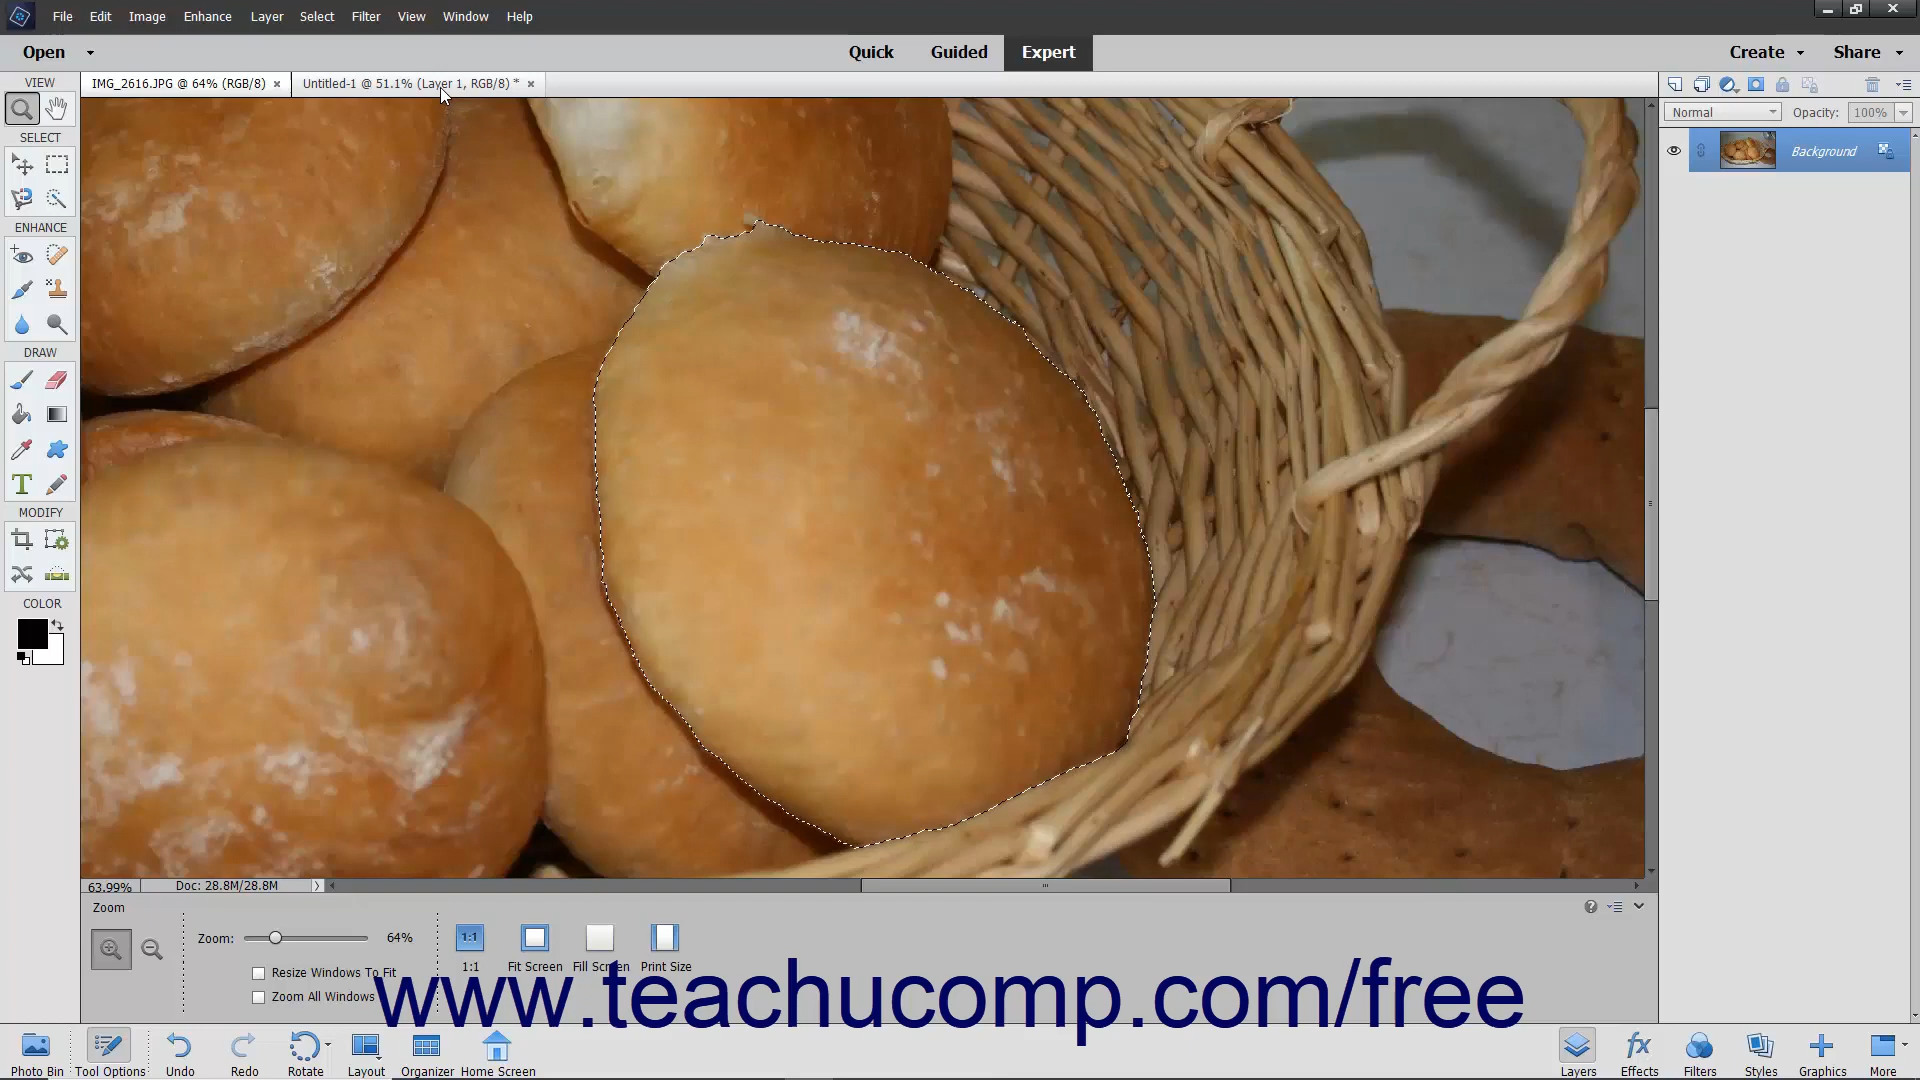 File Edit Image Enhance Layer Select Filter View Window Help
Open Quick Guided Expert Create Share
VIEW
IMG_2616.JPG @ 64% (RGB/8) × Untitled-1 @ 51.1% (Layer 1, RGB/8) * ×
Normal Opacity: 100%
SELECT
Background
ENHANCE
DRAW
T
MODIFY
COLOR
63.99% Doc: 28.8M/28.8M
Zoom
Zoom: 64%
1:1
1:1 Fit Screen Fill Screen Print Size
Resize Windows To Fit
Zoom All Windows
www.teachucomp.com/free
Photo Bin Tool Options Undo Redo Rotate Layout Organizer Home Screen
fx
Layers Effects Filters Styles Graphics More